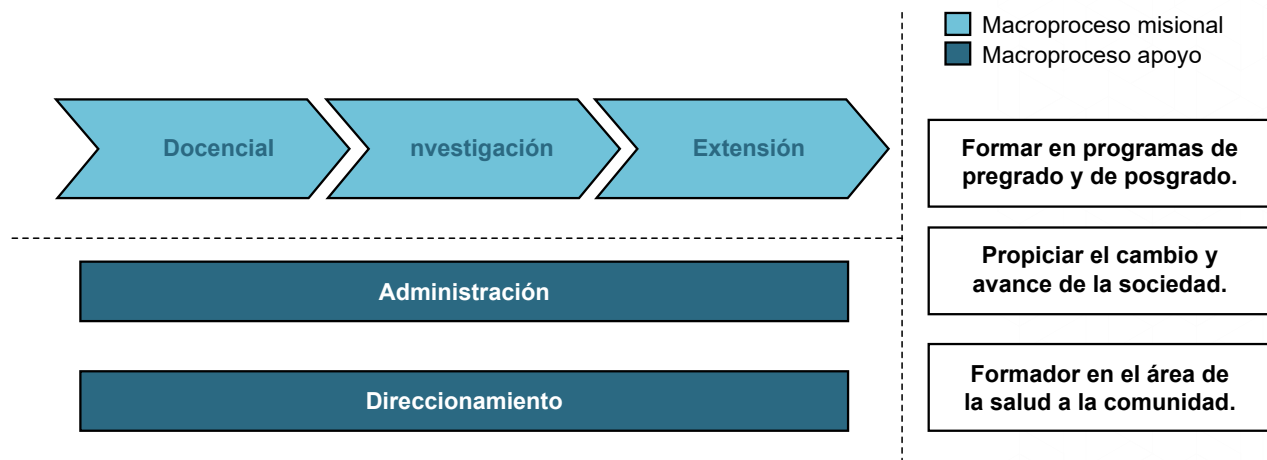 Macroproceso misional
Macroproceso apoyo
Docencial
nvestigación
Extensión
Formar en programas de
pregrado y de posgrado.
Propiciar el cambio y
avance de la sociedad.
Administración
Formador en el área de
la salud a la comunidad.
Direccionamiento